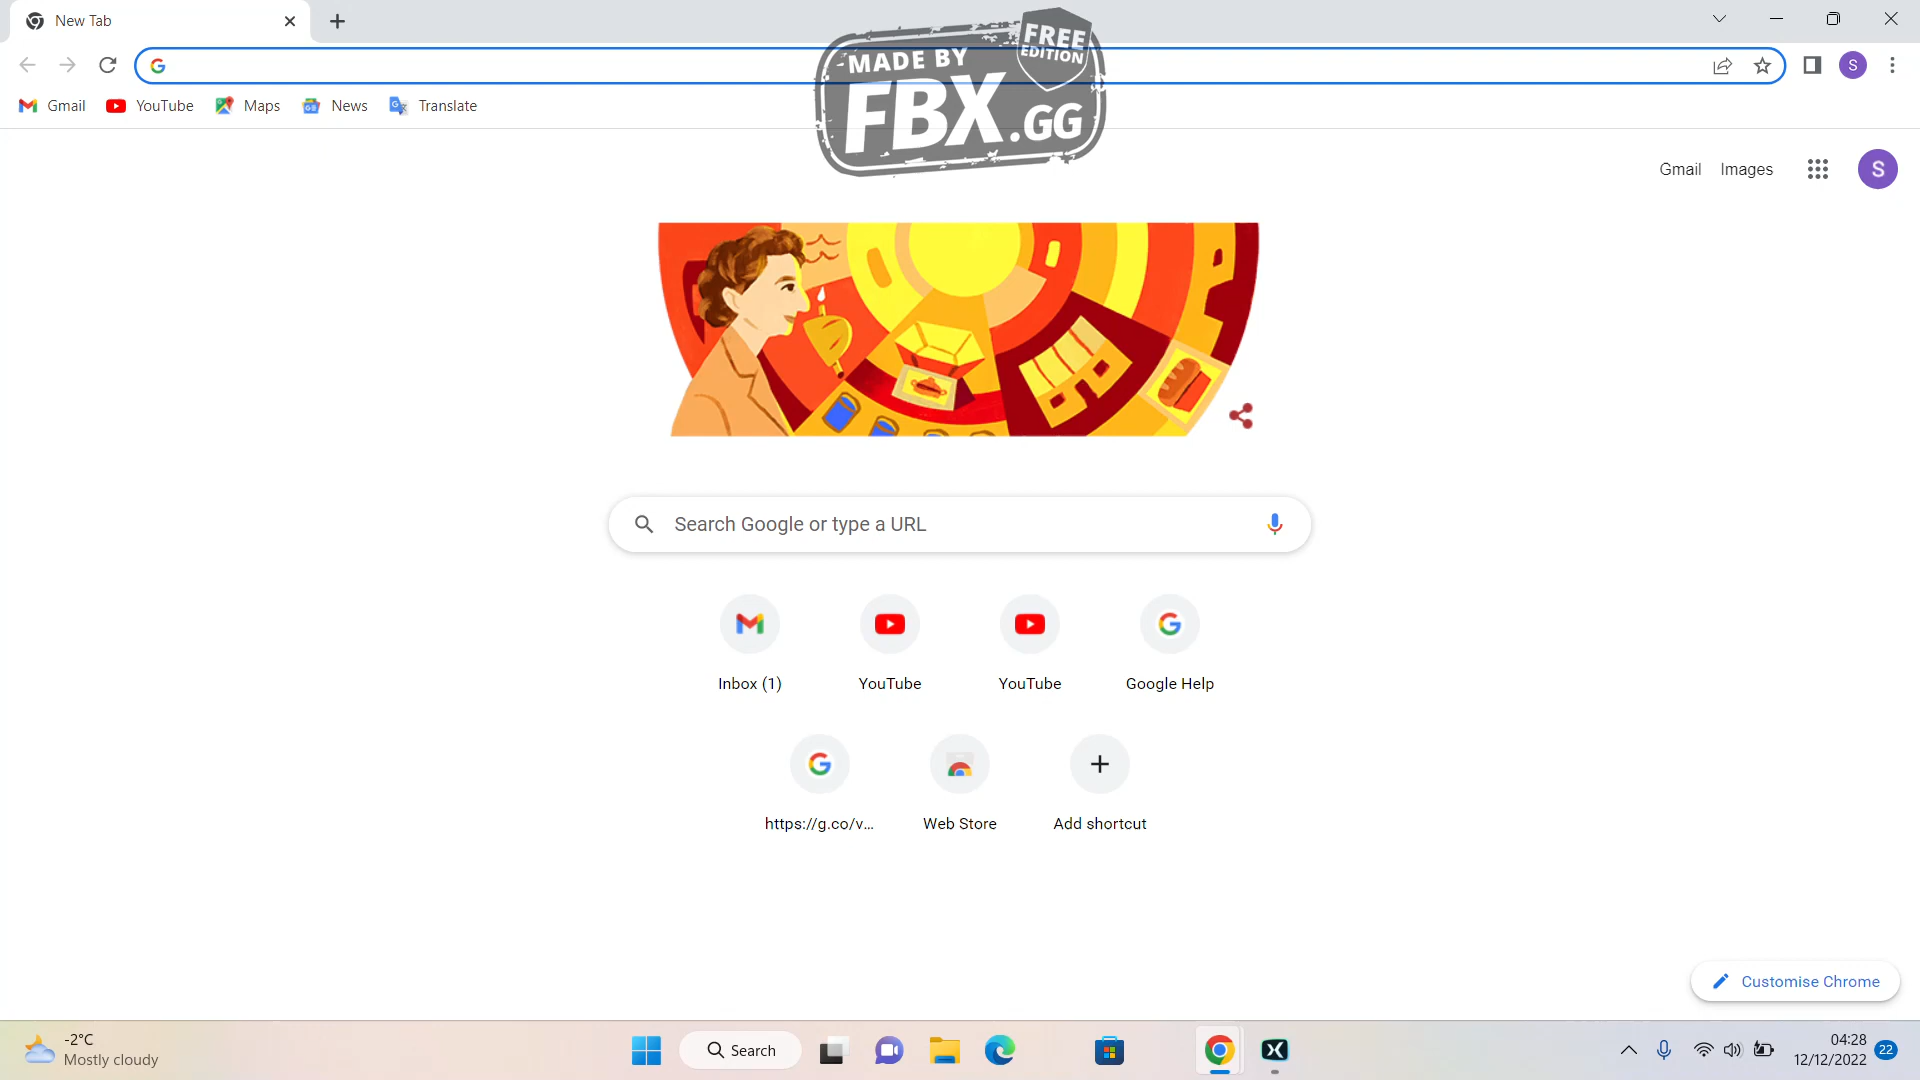 New Tab
MADE BY
FREE
EDITION
FBX.GG
S
Gmail
YouTube
Maps
News
Translate
Gmail
Images
S
Search Google or type a URL
Inbox (1)
YouTube
YouTube
Google Help
https://g.co/v...
Web Store
Add shortcut
Customise Chrome
-2°C
Mostly cloudy
Search
04:28
12/12/2022
22